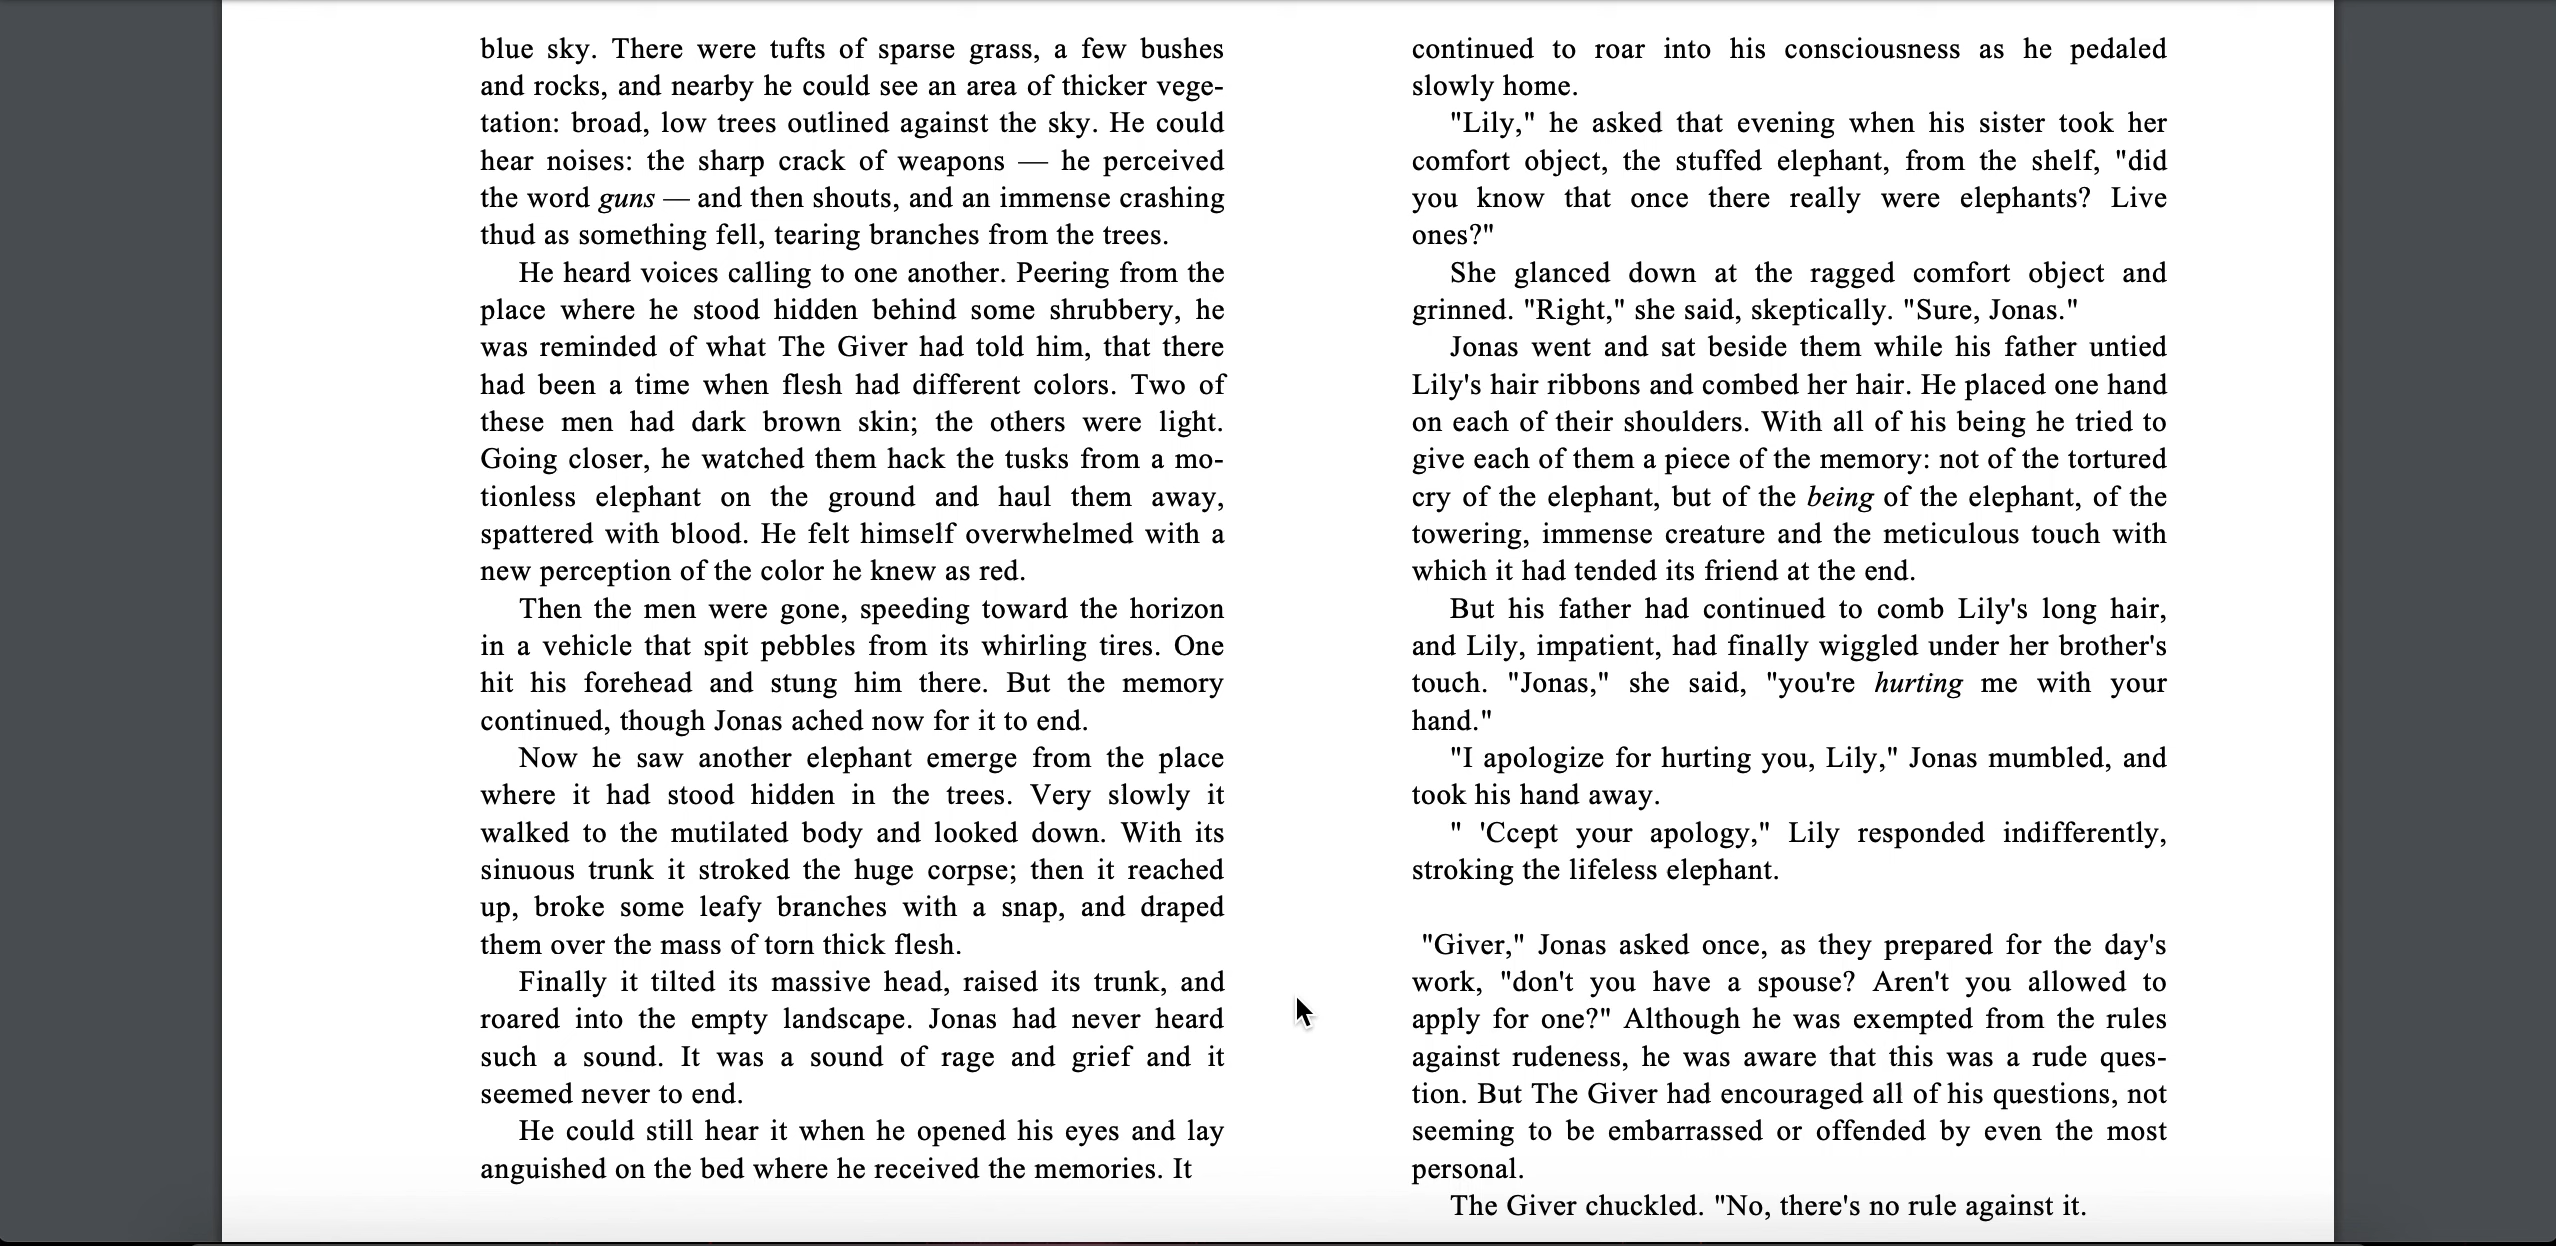 blue sky. There were tufts of sparse grass, a few bushes
and rocks, and nearby he could see an area of thicker vege-
tation: broad, low trees outlined against the sky. He could
hear noises: the sharp crack of weapons — he perceived
the word guns — and then shouts, and an immense crashing
thud as something fell, tearing branches from the trees.
He heard voices calling to one another. Peering from the
place where he stood hidden behind some shrubbery, he
was reminded of what The Giver had told him, that there
had been a time when flesh had different colors. Two of
these men had dark brown skin; the others were light.
Going closer, he watched them hack the tusks from a mo-
tionless elephant on the ground and haul them away,
spattered with blood. He felt himself overwhelmed with a
new perception of the color he knew as red.
Then the men were gone, speeding toward the horizon
in a vehicle that spit pebbles from its whirling tires. One
hit his forehead and stung him there. But the memory
continued, though Jonas ached now for it to end.
Now he saw another elephant emerge from the place
where it had stood hidden in the trees. Very slowly it
walked to the mutilated body and looked down. With its
sinuous trunk it stroked the huge corpse; then it reached
up, broke some leafy branches with a snap, and draped
them over the mass of torn thick flesh.
Finally it tilted its massive head, raised its trunk, and
roared into the empty landscape. Jonas had never heard
such a sound. It was a sound of rage and grief and it
seemed never to end.
He could still hear it when he opened his eyes and lay
anguished on the bed where he received the memories. It
continued to roar into his consciousness as he pedaled
slowly home.
"Lily," he asked that evening when his sister took her
comfort object, the stuffed elephant, from the shelf, "did
you know that once there really were elephants? Live
ones?"
She glanced down at the ragged comfort object and
grinned. "Right," she said, skeptically. "Sure, Jonas."
Jonas went and sat beside them while his father untied
Lily's hair ribbons and combed her hair. He placed one hand
on each of their shoulders. With all of his being he tried to
give each of them a piece of the memory: not of the tortured
cry of the elephant, but of the being of the elephant, of the
towering, immense creature and the meticulous touch with
which it had tended its friend at the end.
But his father had continued to comb Lily's long hair,
and Lily, impatient, had finally wiggled under her brother's
touch. "Jonas," she said, "you're hurting me with your
hand."
"I apologize for hurting you, Lily," Jonas mumbled, and
took his hand away.
" 'Ccept your apology," Lily responded indifferently,
stroking the lifeless elephant.
"Giver," Jonas asked once, as they prepared for the day's
work, "don't you have a spouse? Aren't you allowed to
apply for one?" Although he was exempted from the rules
against rudeness, he was aware that this was a rude ques-
tion. But The Giver had encouraged all of his questions, not
seeming to be embarrassed or offended by even the most
personal.
The Giver chuckled. "No, there's no rule against it.